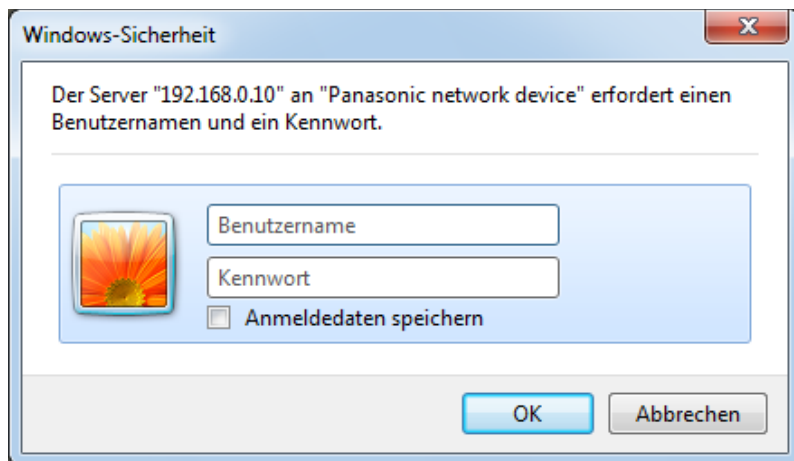 Windows-Sicherheit
Der Server "192.168.0.10" an "Panasonic network device" erfordert einen
Benutzernamen und ein Kennwort.
Benutzername
Kennwort
Anmeldedaten speichern
OK Abbrechen